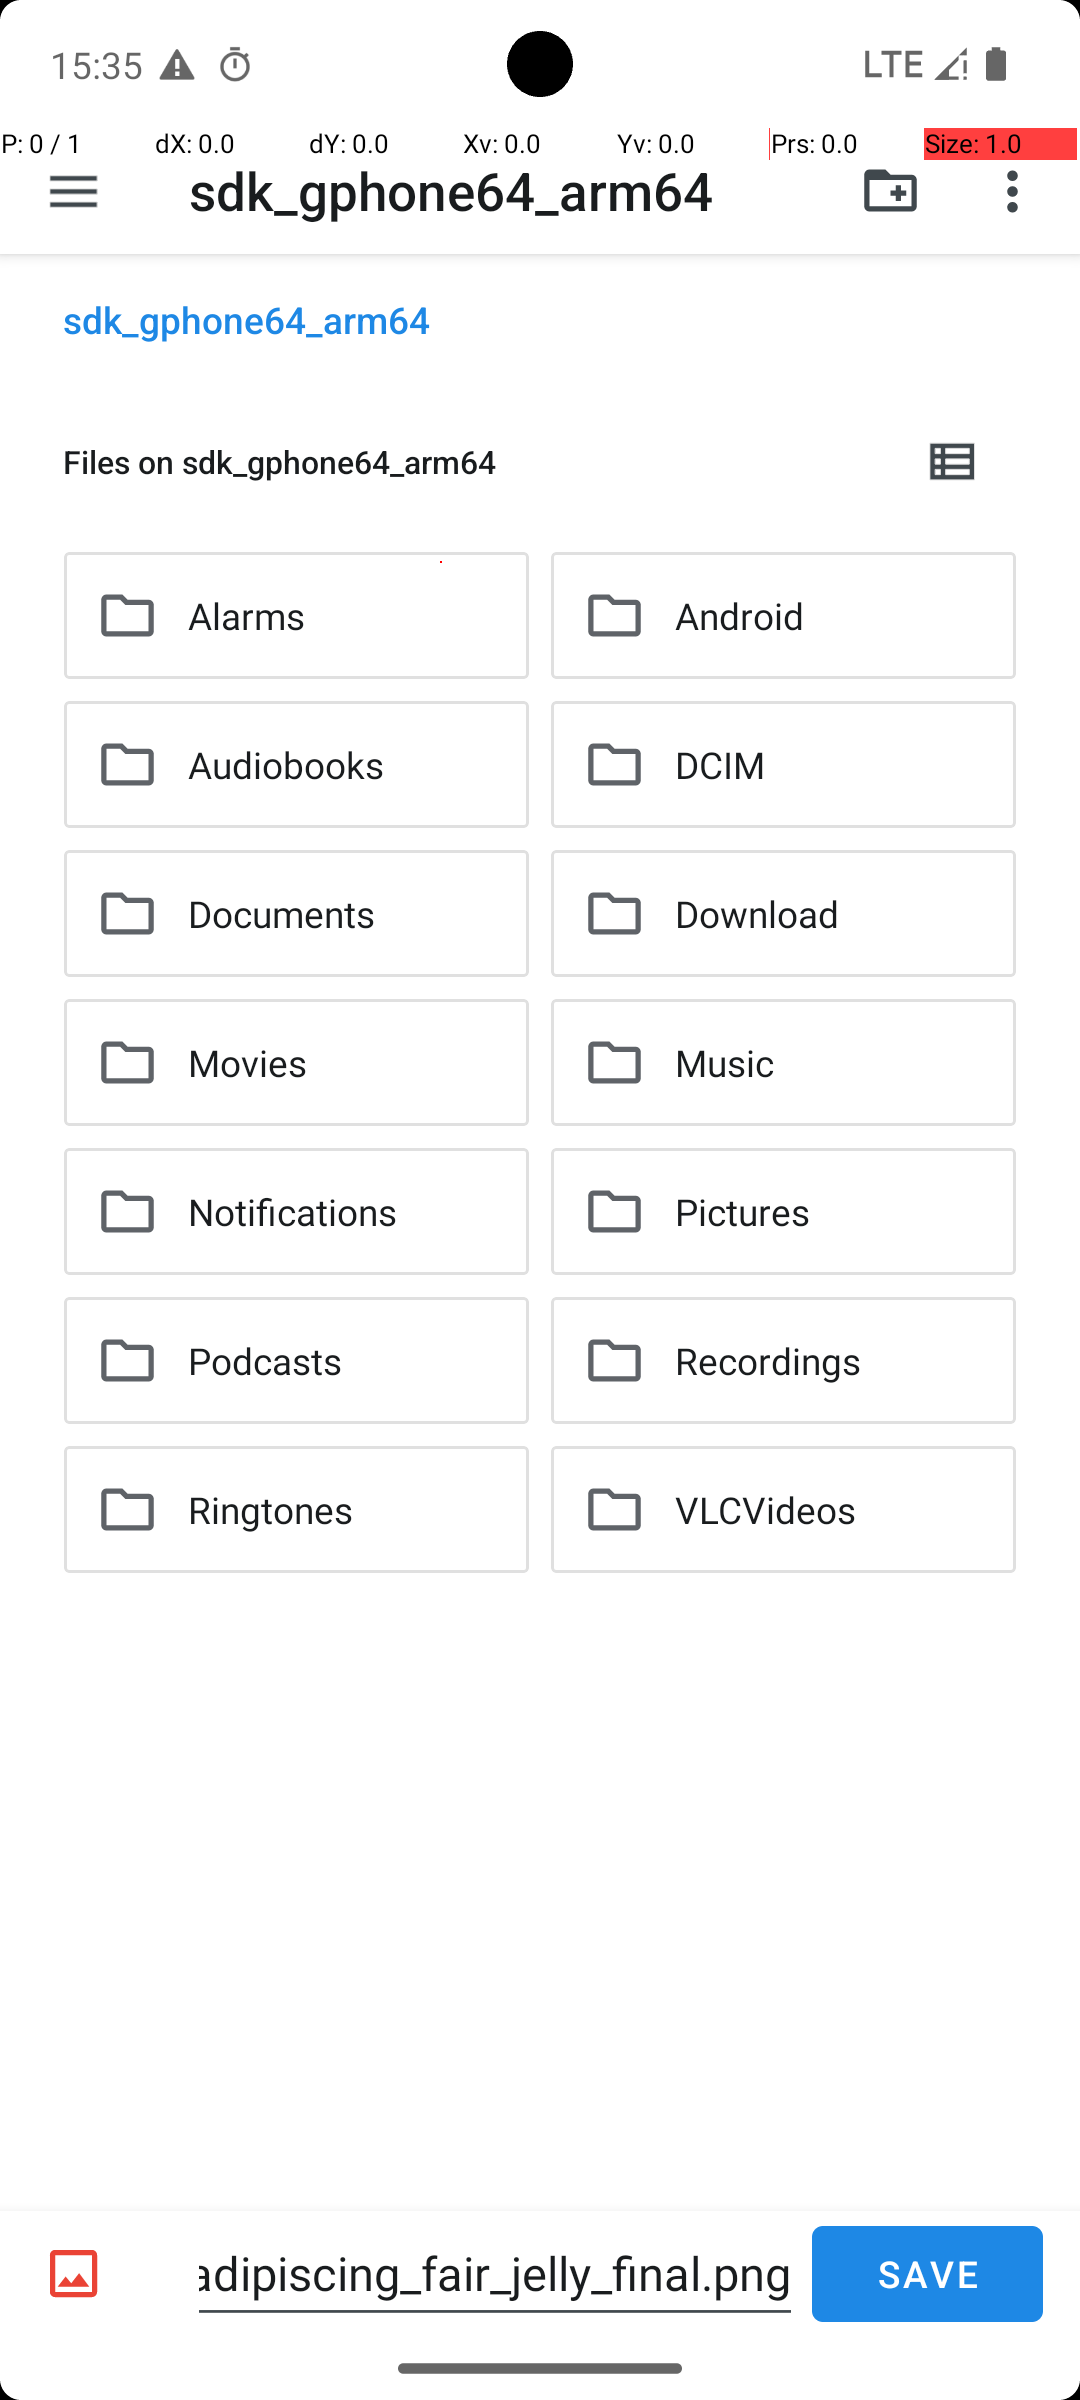 15:35 LTE
P: 0 / 1 dX: 0.0 dY: 0.0 Xv: 0.0 Yv: 0.0 Prs: 0.0 Size: 1.0
sdk_gphone64_arm64
sdk_gphone64_arm64
Files on sdk_gphone64_arm64
Alarms Android
Audiobooks DCIM
Documents Download
Movies Music
Notifications Pictures
Podcasts Recordings
Ringtones VLCVideos
adipiscing_fair_jelly_final.png SAVE